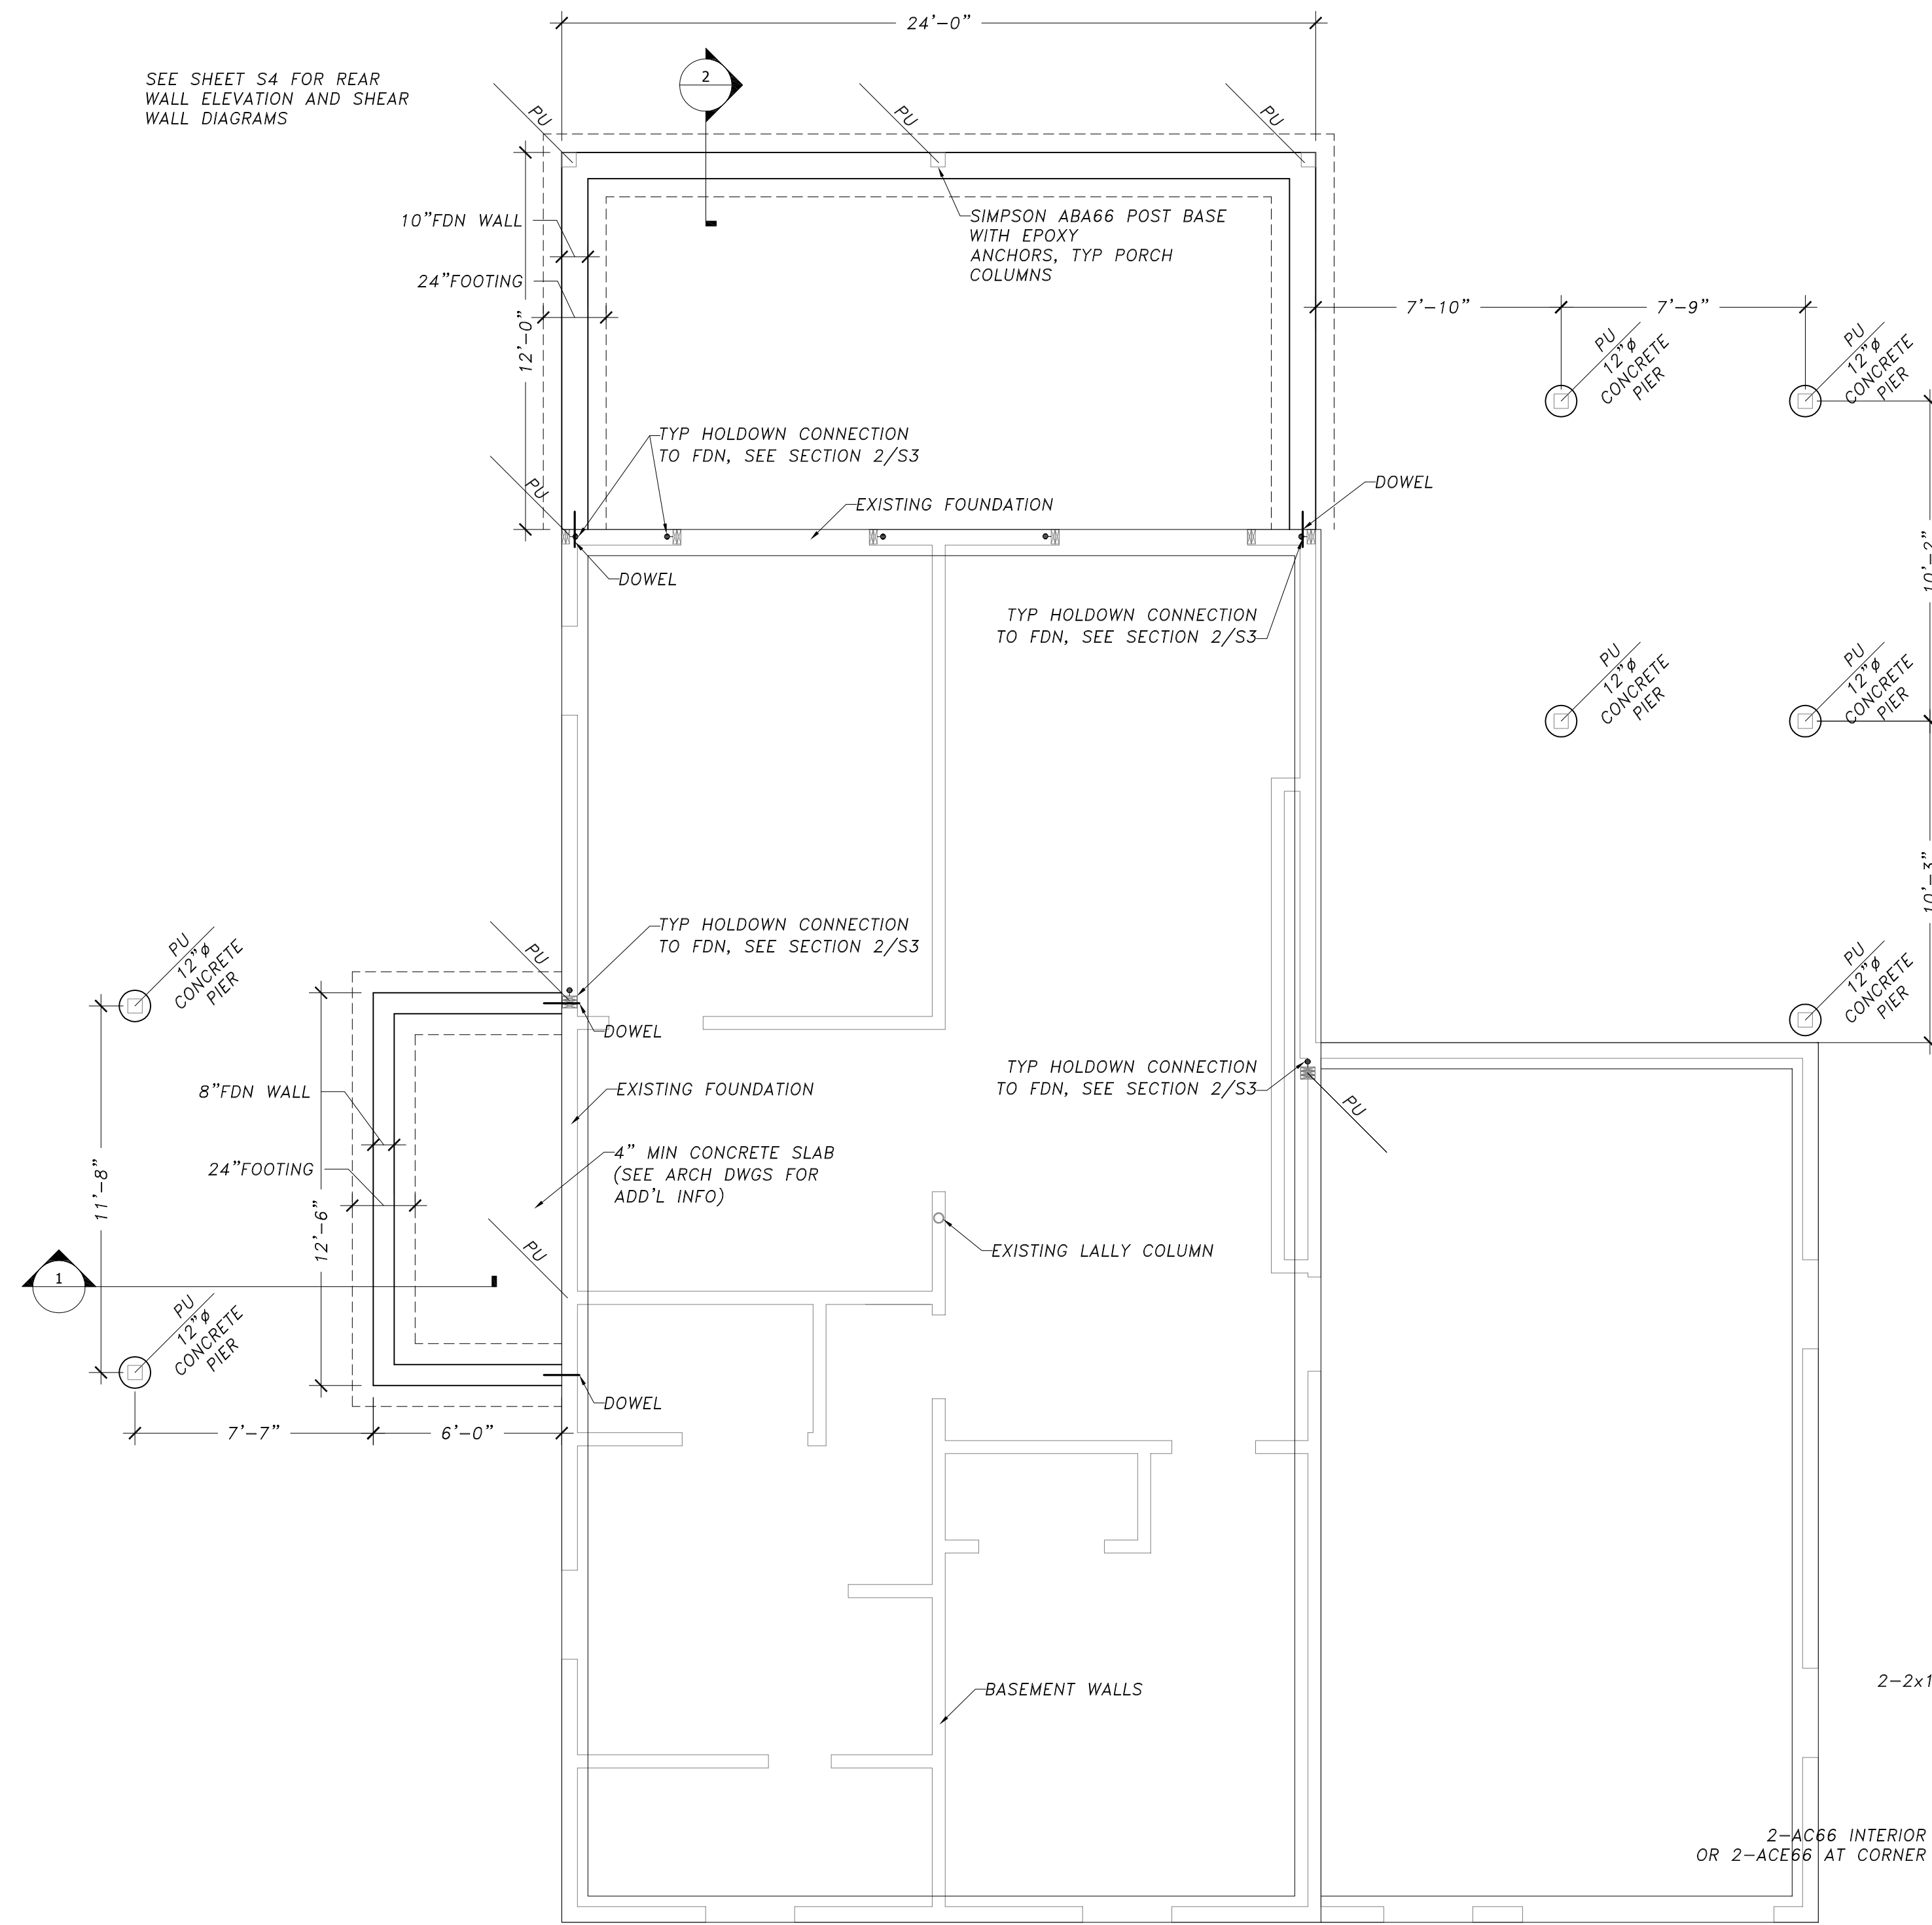 24'-0"
2
SEE SHEET S4 FOR REAR
WALL ELEVATION AND SHEAR
WALL DIAGRAMS
PU
PU
PU
10"FDN WALL
24"FOOTING
12'-0"
SIMPSON ABA66 POST BASE
WITH EPOXY
ANCHORS, TYP PORCH
COLUMNS
7'-10"
7'-9"
PU
12"ϕ
CONCRETE
PIER
PU
12"ϕ
CONCRETE
PIER
TYP HOLDOWN CONNECTION
TO FDN, SEE SECTION 2/S3
PU
EXISTING FOUNDATION
DOWEL
DOWEL
10'-2"
TYP HOLDOWN CONNECTION
TO FDN, SEE SECTION 2/S3
PU
12"ϕ
CONCRETE
PIER
PU
12"ϕ
CONCRETE
PIER
10'-3"
PU
12"ϕ
CONCRETE
PIER
PU
TYP HOLDOWN CONNECTION
TO FDN, SEE SECTION 2/S3
PU
12"ϕ
CONCRETE
PIER
DOWEL
TYP HOLDOWN CONNECTION
TO FDN, SEE SECTION 2/S3
PU
8"FDN WALL
EXISTING FOUNDATION
24"FOOTING
4" MIN CONCRETE SLAB
(SEE ARCH DWGS FOR
ADD'L INFO)
11'-8"
12'-6"
PU
EXISTING LALLY COLUMN
1
PU
12"ϕ
CONCRETE
PIER
DOWEL
7'-7"
6'-0"
BASEMENT WALLS
2-2x1
2-AC66 INTERIOR
OR 2-ACE66 AT CORNER